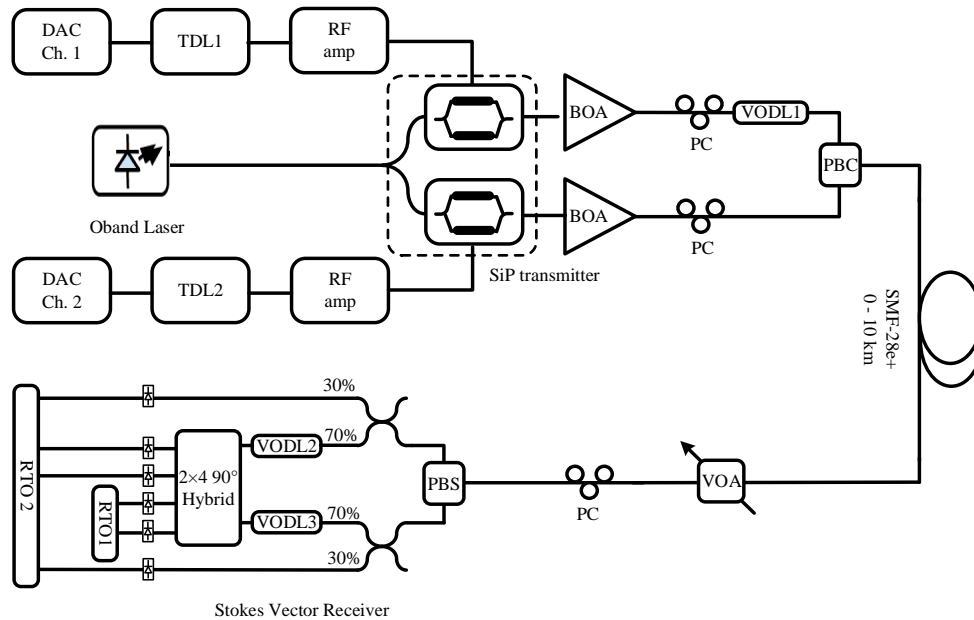 DAC
Ch. 1
TDL1
RF
amp
BOA
PC
VODL1
Oband Laser
PBC
BOA
PC
SiP transmitter
DAC
Ch. 2
TDL2
RF
amp
SMF-28e+
0 - 10 km
30%
70%
VODL2
2×4 90°
Hybrid
RTO 2
RTO1
VODL3
70%
30%
PBS
PC
VOA
Stokes Vector Receiver